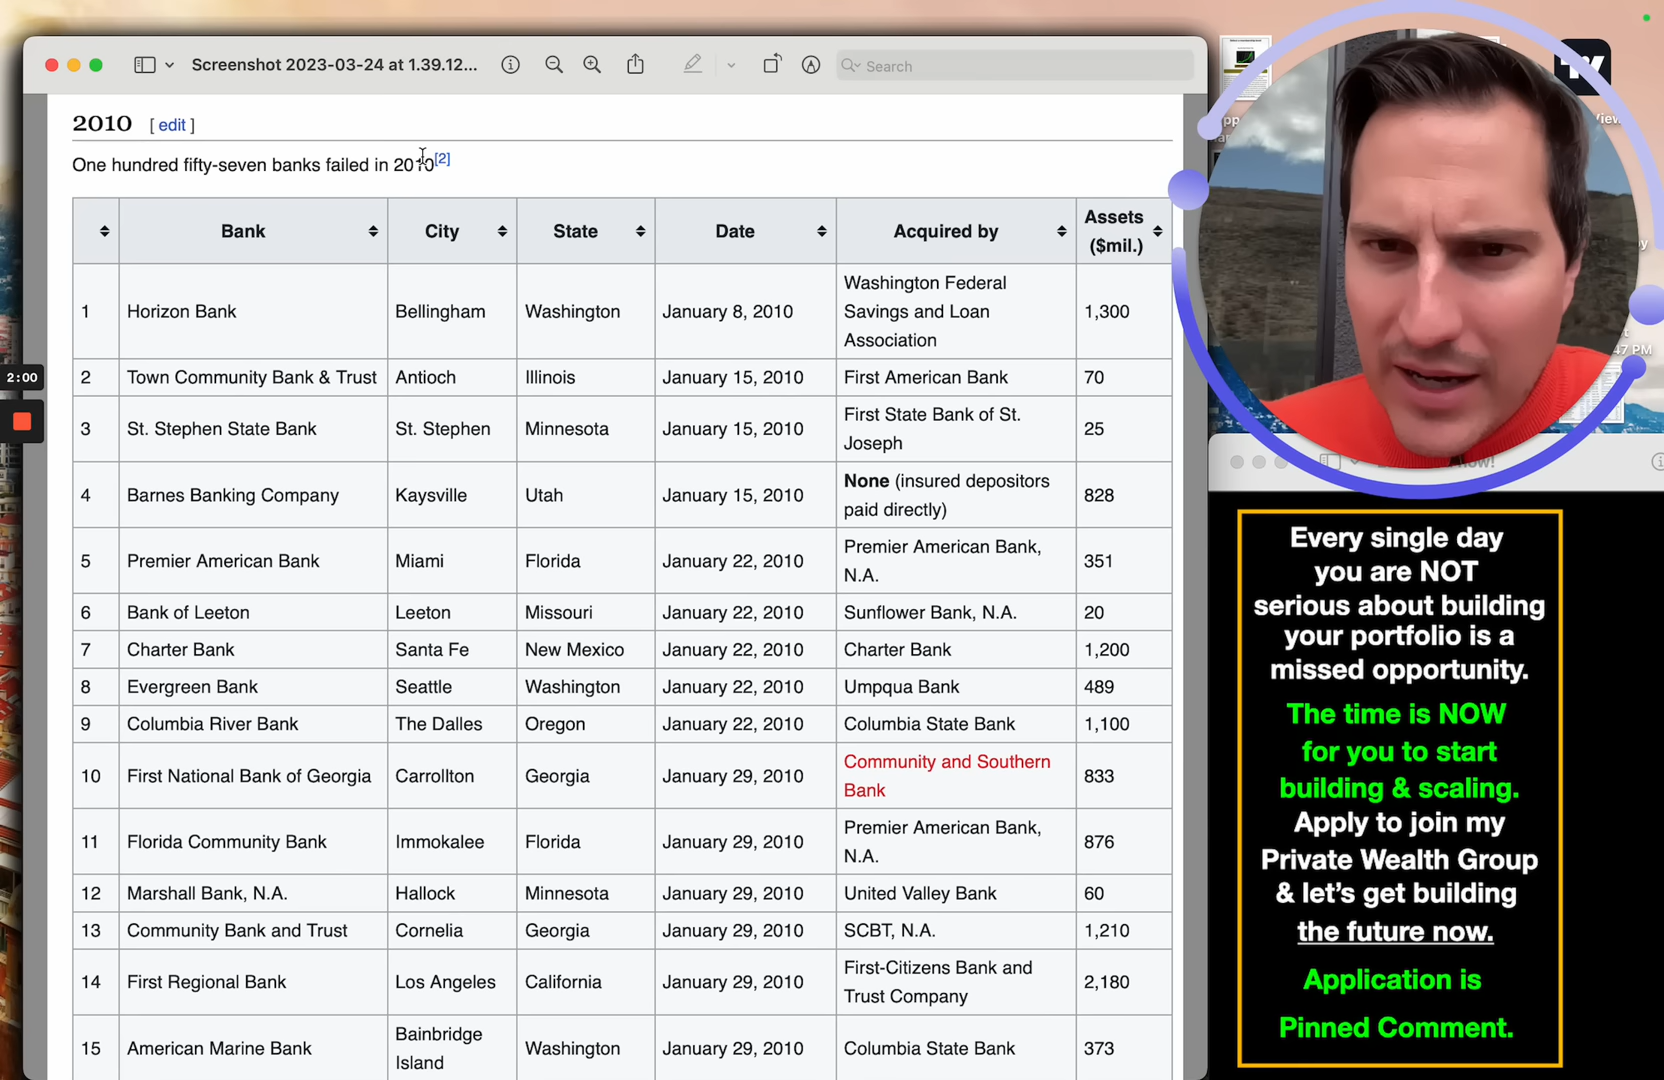 Screenshot 2023-03-24 at 1.39.12...
Search
2010 [ edit ]
One hundred fifty-seven banks failed in 2010[2]
Bank City State Date Acquired by Assets ($mil.)
1 Horizon Bank Bellingham Washington January 8, 2010 Washington Federal Savings and Loan Association 1,300
2 Town Community Bank & Trust Antioch Illinois January 15, 2010 First American Bank 70
3 St. Stephen State Bank St. Stephen Minnesota January 15, 2010 First State Bank of St. Joseph 25
4 Barnes Banking Company Kaysville Utah January 15, 2010 None (insured depositors paid directly) 828
5 Premier American Bank Miami Florida January 22, 2010 Premier American Bank, N.A. 351
6 Bank of Leeton Leeton Missouri January 22, 2010 Sunflower Bank, N.A. 20
7 Charter Bank Santa Fe New Mexico January 22, 2010 Charter Bank 1,200
8 Evergreen Bank Seattle Washington January 22, 2010 Umpqua Bank 489
9 Columbia River Bank The Dalles Oregon January 22, 2010 Columbia State Bank 1,100
10 First National Bank of Georgia Carrollton Georgia January 29, 2010 Community and Southern Bank 833
11 Florida Community Bank Immokalee Florida January 29, 2010 Premier American Bank, N.A. 876
12 Marshall Bank, N.A. Hallock Minnesota January 29, 2010 United Valley Bank 60
13 Community Bank and Trust Cornelia Georgia January 29, 2010 SCBT, N.A. 1,210
14 First Regional Bank Los Angeles California January 29, 2010 First-Citizens Bank and Trust Company 2,180
15 American Marine Bank Bainbridge Island Washington January 29, 2010 Columbia State Bank 373
2:00
47 PM
Every single day
you are NOT
serious about building
your portfolio is a
missed opportunity.
The time is NOW
for you to start
building & scaling.
Apply to join my
Private Wealth Group
& let's get building
the future now.
Application is
Pinned Comment.